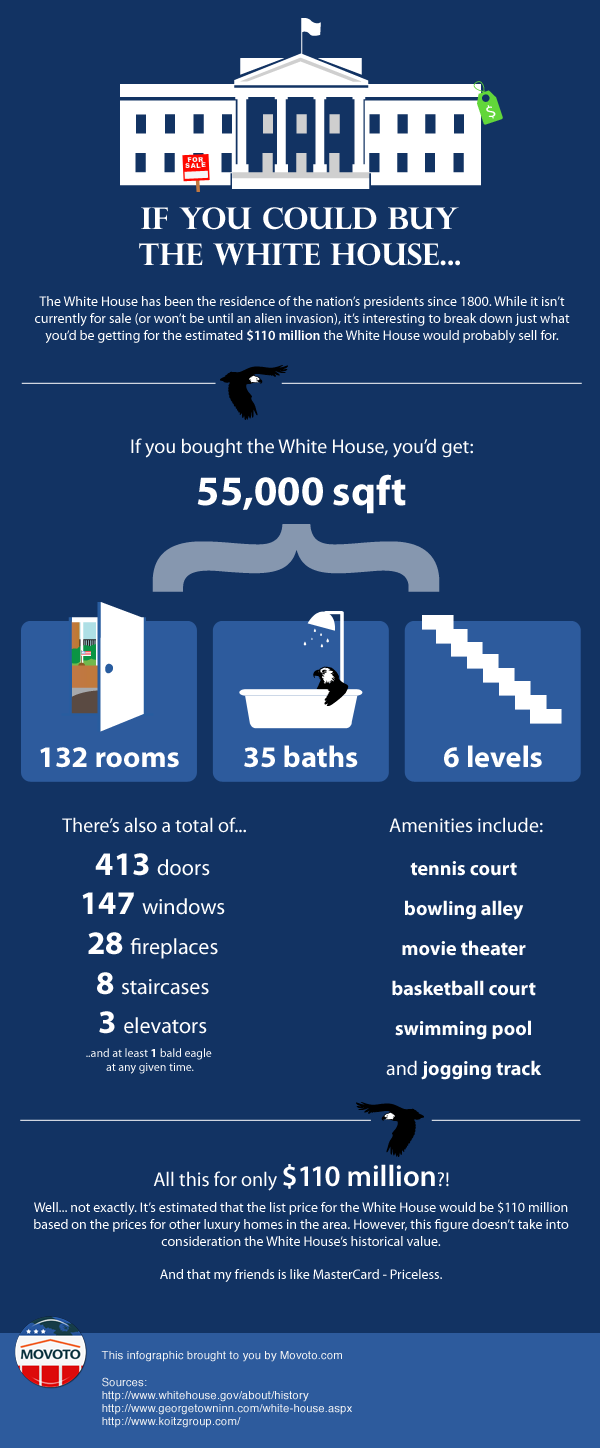 $
FOR
SALE
IF YOU COULD BUY
THE WHITE HOUSE...
The White House has been the residence of the nation's presidents since 1800. While it isn't
currently for sale (or won't be until an alien invasion), it's interesting to break down just what
you'd be getting for the estimated $110 million the White House would probably sell for.
If you bought the White House, you'd get:
55,000 sqft
132 rooms
35 baths
6 levels
There's also a total of...
413 doors
147 windows
28 fireplaces
8 staircases
3 elevators
..and at least 1 bald eagle
at any given time.
Amenities include:
tennis court
bowling alley
movie theater
basketball court
swimming pool
and jogging track
All this for only $110 million?!
Well... not exactly. It's estimated that the list price for the White House would be $110 million
based on the prices for other luxury homes in the area. However, this figure doesn't take into
consideration the White House's historical value.
And that my friends is like MasterCard - Priceless.
MOVOTO
This infographic brought to you by Movoto.com
Sources:
http://www.whitehouse.gov/about/history
http://www.georgetowninn.com/white-house.aspx
http://www.koitzgroup.com/